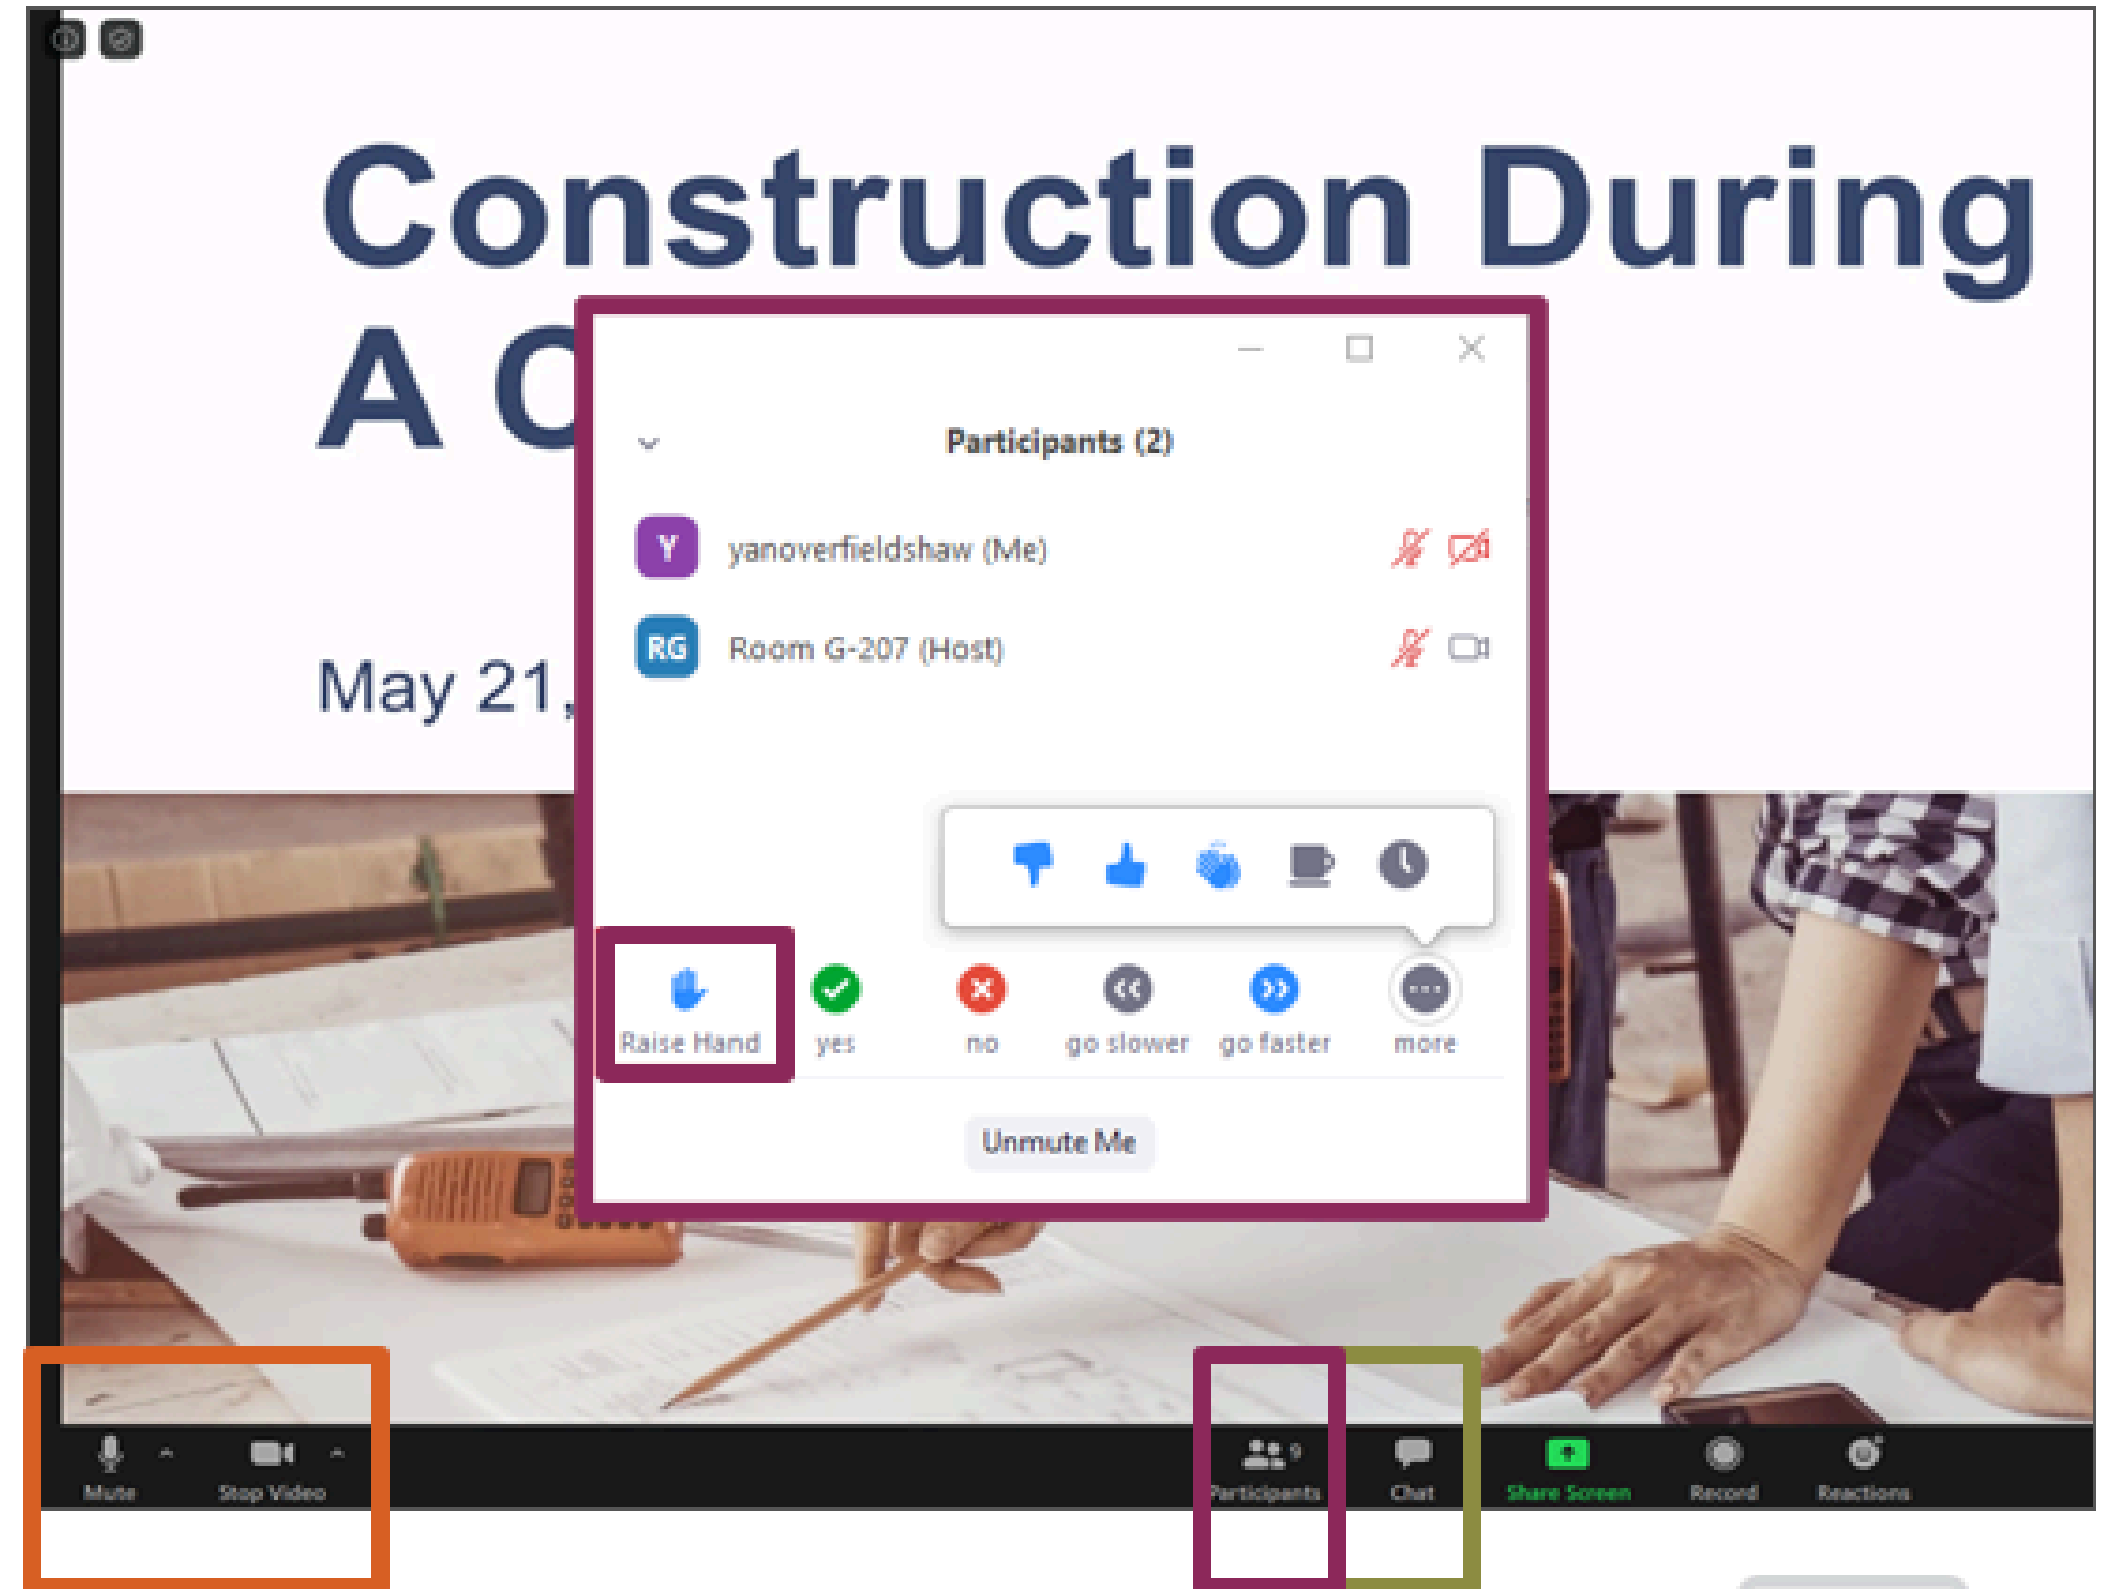 Construction During
A C
May 21,
Participants (2)
Y yanoverfieldshaw (Me)
RG Room G-207 (Host)
Raise Hand yes no go slower go faster more
Unmute Me
9
Mute Stop Video Participants Chat Share Screen Record Reactions